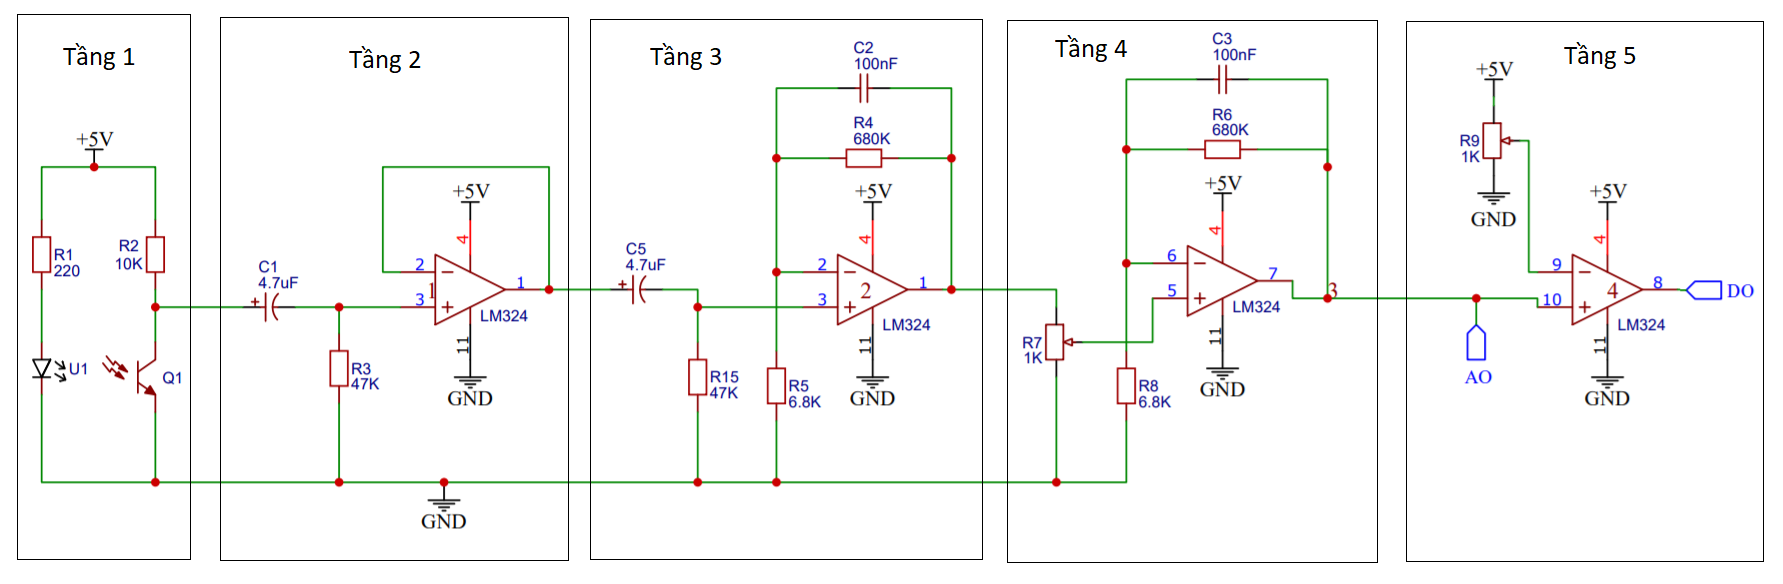 Tầng 1
+5V
R1
220
R2
10K
U1
Q1
Tầng 2
C1
4.7uF
+
R3
47K
+5V
4
2
1
3
1
LM324
11
GND
GND
Tầng 3
C2
100nF
R4
680K
C5
4.7uF
+
+5V
4
2
2
3
1
LM324
11
GND
R15
47K
R5
6.8K
Tầng 4
C3
100nF
R6
680K
+5V
4
6
5
7
3
LM324
11
GND
R7
1K
R8
6.8K
Tầng 5
+5V
R9
1K
GND
+5V
4
9
10
4
8
DO
LM324
11
GND
AO